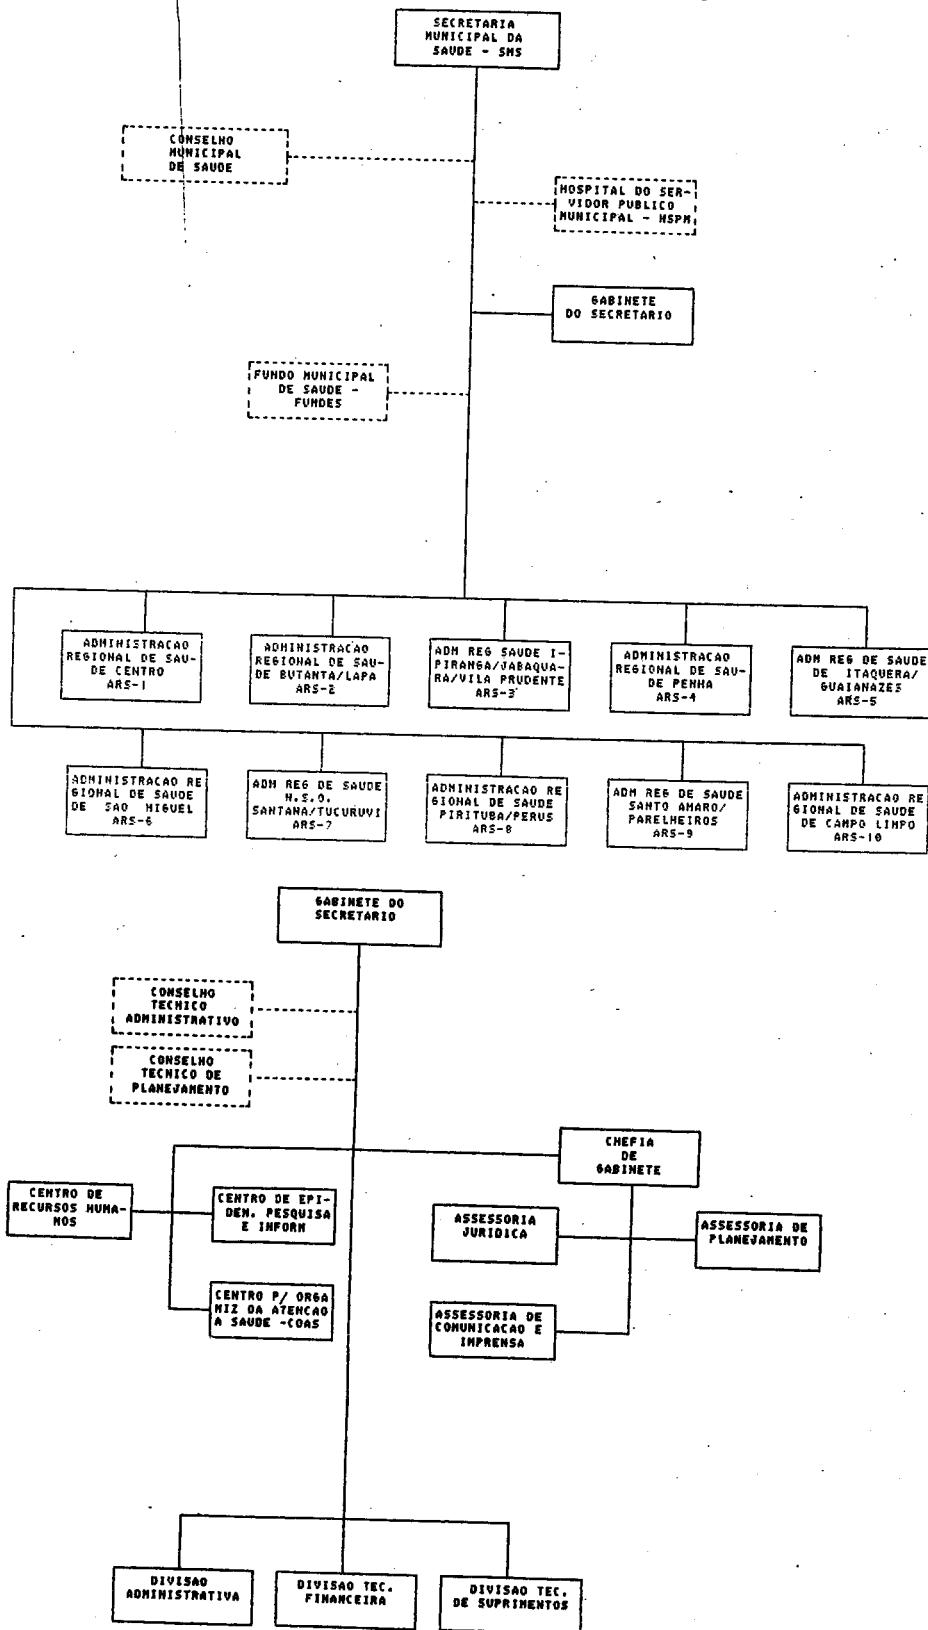 SECRETARIA
MUNICIPAL DA
SAUDE - SMS
CONSELHO
MUNICIPAL
DE SAUDE
HOSPITAL DO SER-
VIDOR PUBLICO
MUNICIPAL - HSPM
GABINETE
DO SECRETARIO
FUNDO MUNICIPAL
DE SAUDE -
FUNDES
ADMINISTRACAO
REGIONAL DE SAU-
DE CENTRO
ARS-1
ADMINISTRACAO
REGIONAL DE SAU-
DE BUTANTA/LAPA
ARS-2
ADM REG SAUDE I-
PIRANGA/JABAQUA-
RA/VILA PRUDENTE
ARS-3
ADMINISTRACAO
REGIONAL DE SAU-
DE PENHA
ARS-4
ADM REG DE SAUDE
DE ITAQUERA/
GUAIANAZES
ARS-5
ADMINISTRACAO RE
GIONAL DE SAUDE
DE SAO MIGUEL
ARS-6
ADM REG DE SAUDE
N.S.O.
SANTANA/TUCURUVI
ARS-7
ADMINISTRACAO RE
GIONAL DE SAUDE
PIRITUBA/PERUS
ARS-8
ADM REG DE SAUDE
SANTO AMARO/
PARELHEIROS
ARS-9
ADMINISTRACAO RE
GIONAL DE SAUDE
DE CAMPO LIMPO
ARS-10
GABINETE DO
SECRETARIO
CONSELHO
TECNICO
ADMINISTRATIVO
CONSELHO
TECNICO DE
PLANEJAMENTO
CHEFIA
DE
GABINETE
CENTRO DE
RECURSOS HUMA-
NOS
CENTRO DE EPI-
DEM. PESQUISA
E INFORM
ASSESSORIA
JURIDICA
ASSESSORIA DE
PLANEJAMENTO
CENTRO P/ ORGA
NIZ DA ATENCAO
A SAUDE -COAS
ASSESSORIA DE
COMUNICACAO E
IMPRENSA
DIVISAO
ADMINISTRATIVA
DIVISAO TEC.
FINANCEIRA
DIVISAO TEC.
DE SUPRIMENTOS